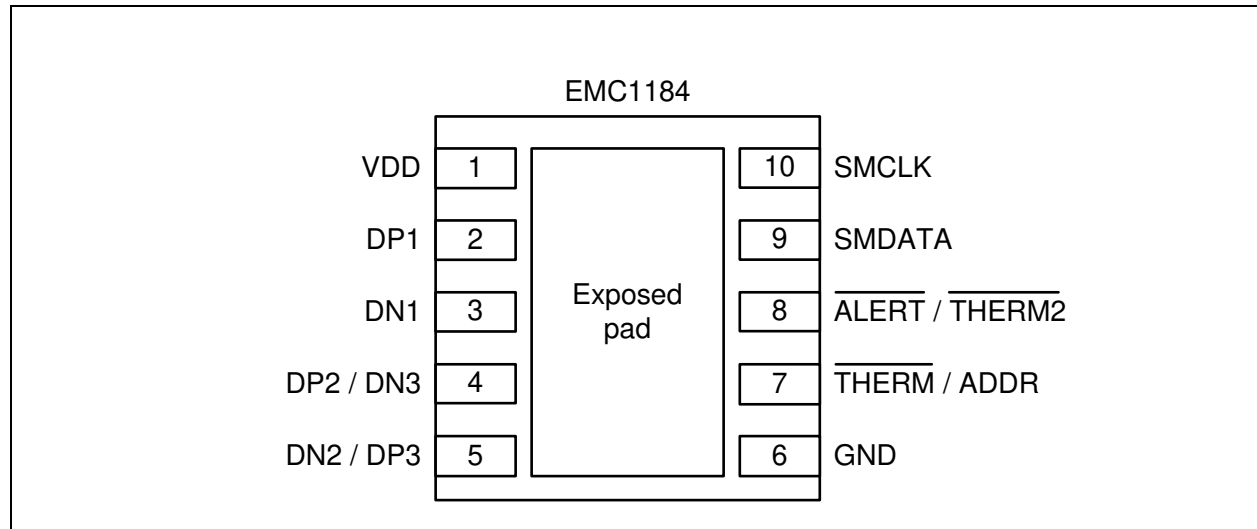 EMC1184
VDD 1 10 SMCLK
DP1 2 9 SMDATA
DN1 3 Exposed pad 8 ALERT / THERM2
DP2 / DN3 4 7 THERM / ADDR
DN2 / DP3 5 6 GND